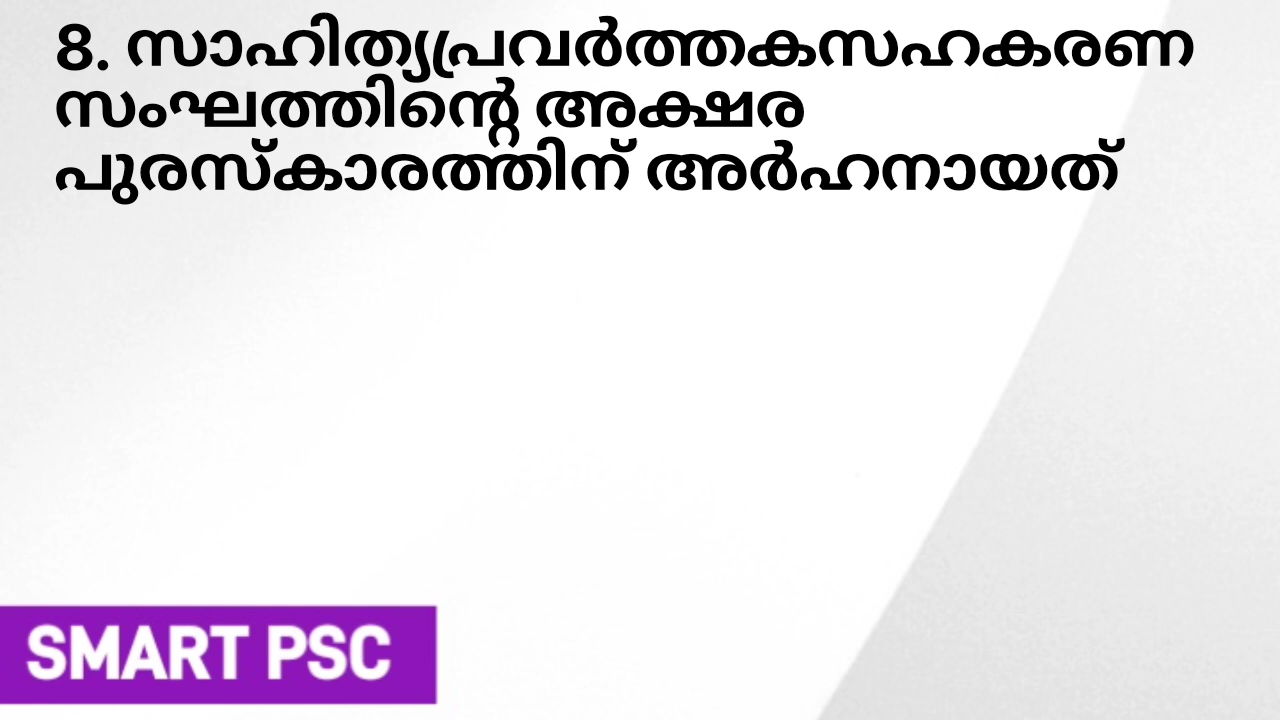 8. സാഹിത്യപ്രവർത്തകസഹകരണ
സംഘത്തിന്റെ അക്ഷര
പുരസ്കാരത്തിന് അർഹനായത്
SMART PSC